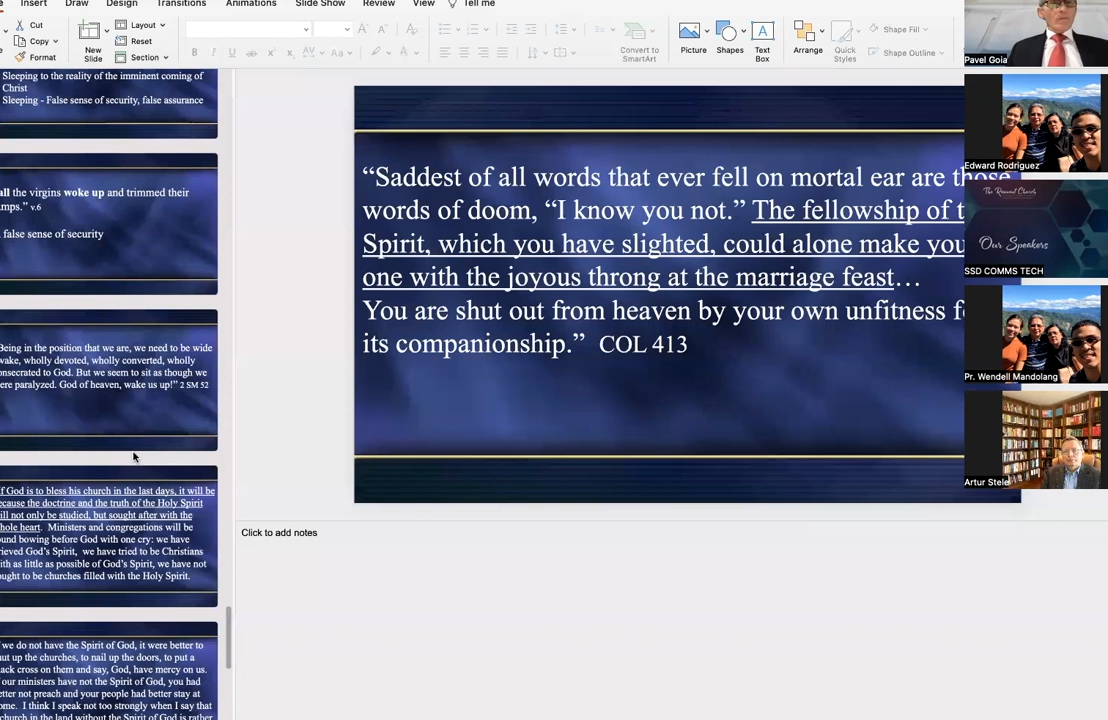 Insert Draw Design Transitions Animations Slide Show Review View Tell me
Cut
Copy
Format
New
Slide
Layout
Reset
Section
Convert to
SmartArt
Picture
Shapes
Text
Box
Arrange
Quick
Styles
Shape Fill
Shape Outline
Sleeping to the reality of the imminent coming of
Christ
Sleeping - False sense of security, false assurance
all the virgins woke up and trimmed their
mps.” v.6
false sense of security
Being in the position that we are, we need to be wide
wake, wholly devoted, wholly converted, wholly
onsecrated to God. But we seem to sit as though we
ere paralyzed. God of heaven, wake us up!” 2 SM 52
f God is to bless his church in the last days, it will be
ecause the doctrine and the truth of the Holy Spirit
ill not only be studied, but sought after with the
hole heart. Ministers and congregations will be
ound bowing before God with one cry: we have
rieved God’s Spirit, we have tried to be Christians
ith as little as possible of God’s Spirit, we have not
ought to be churches filled with the Holy Spirit.
we do not have the Spirit of God, it were better to
ut up the churches, to nail up the doors, to put a
ack cross on them and say, God, have mercy on us.
our ministers have not the Spirit of God, you had
etter not preach and your people had better stay at
ome. I think I speak not too strongly when I say that
church in the land without the Spirit of God is rather
“Saddest of all words that ever fell on mortal ear are those
words of doom, “I know you not.” The fellowship of t
Spirit, which you have slighted, could alone make you
one with the joyous throng at the marriage feast…
You are shut out from heaven by your own unfitness f
its companionship.” COL 413
Click to add notes
Pavel Goia
Edward Rodriguez
The Remnant Church
Our Speakers
SSD COMMS TECH
Pr. Wendell Mandolang
Artur Stele